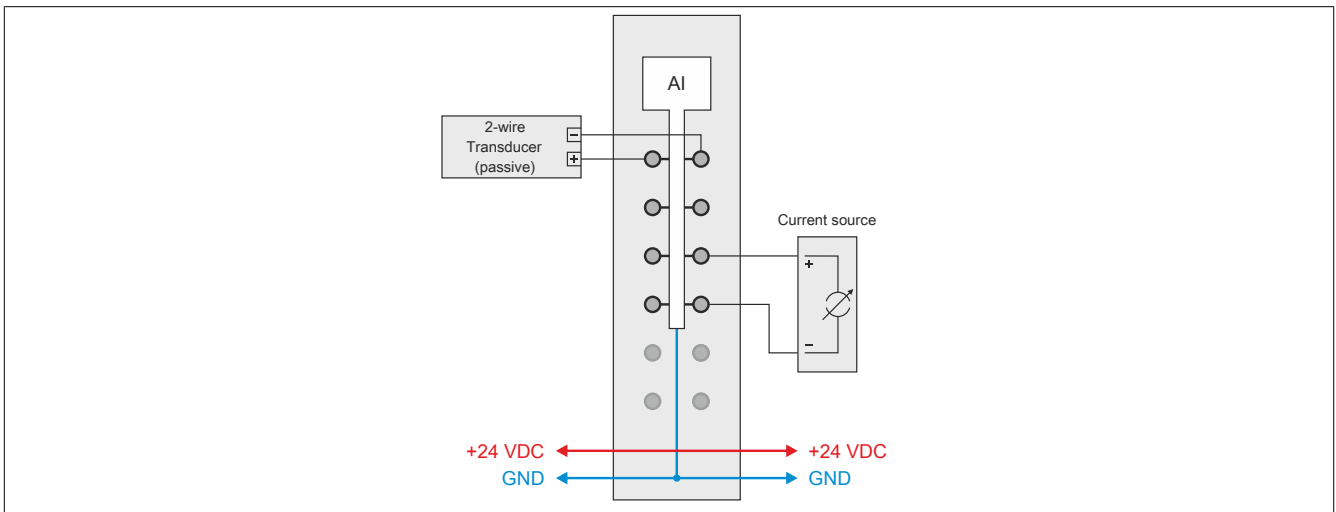 AI
2-wire
Transducer
(passive)
−
+
Current source
+
−
+24 VDC
+24 VDC
GND
GND